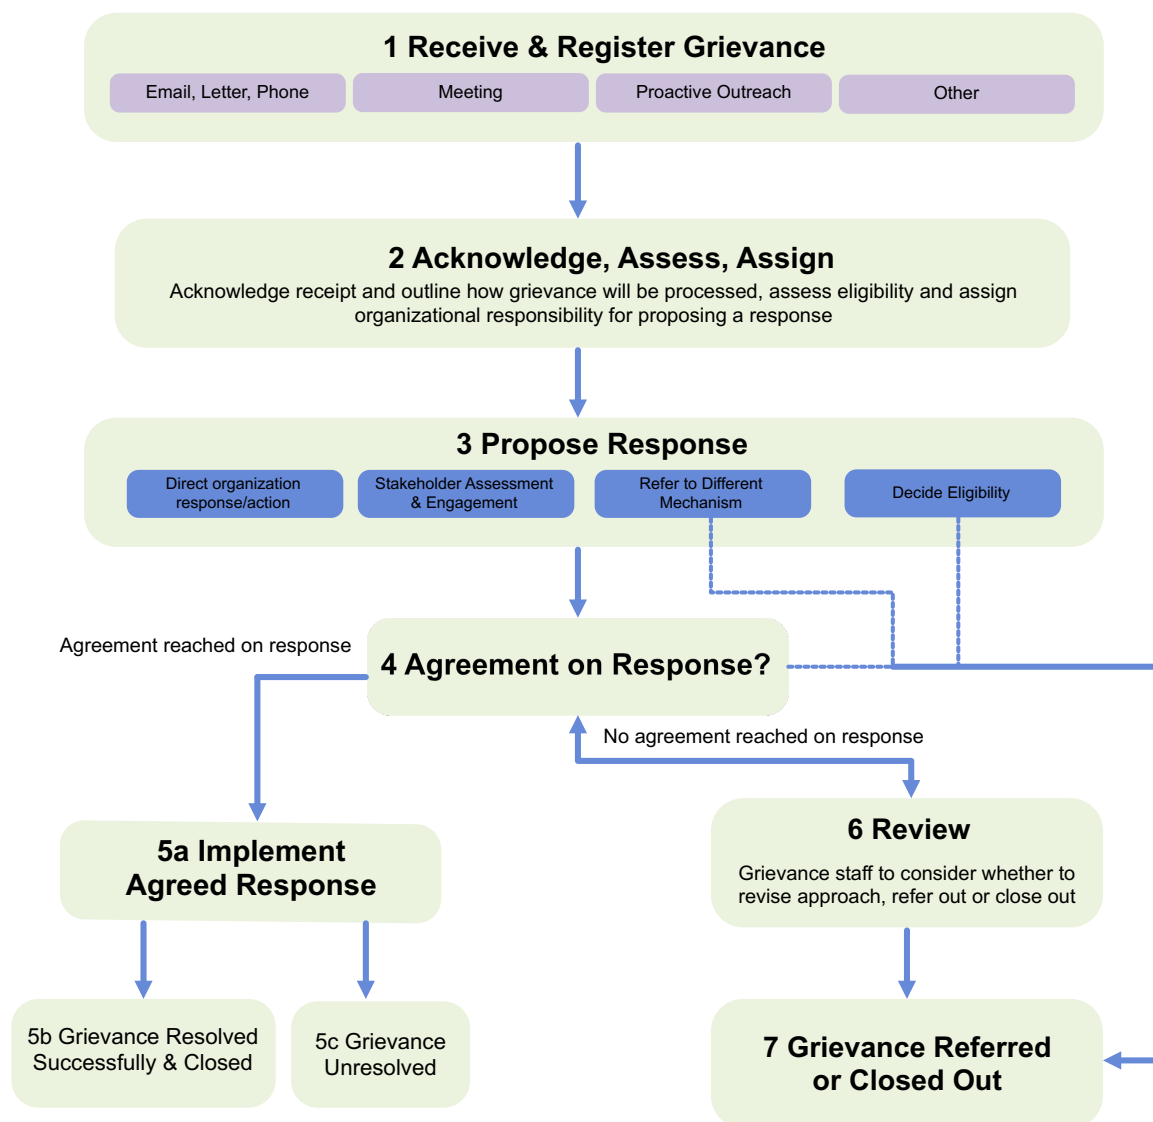 1 Receive & Register Grievance
Email, Letter, Phone
Meeting
Proactive Outreach
Other
2 Acknowledge, Assess, Assign
Acknowledge receipt and outline how grievance will be processed, assess eligibility and assign
organizational responsibility for proposing a response
3 Propose Response
Direct organization
response/action
Stakeholder Assessment
& Engagement
Refer to Different
Mechanism
Decide Eligibility
Agreement reached on response
4 Agreement on Response?
No agreement reached on response
5a Implement
Agreed Response
6 Review
Grievance staff to consider whether to
revise approach, refer out or close out
5b Grievance Resolved
Successfully & Closed
5c Grievance
Unresolved
7 Grievance Referred
or Closed Out